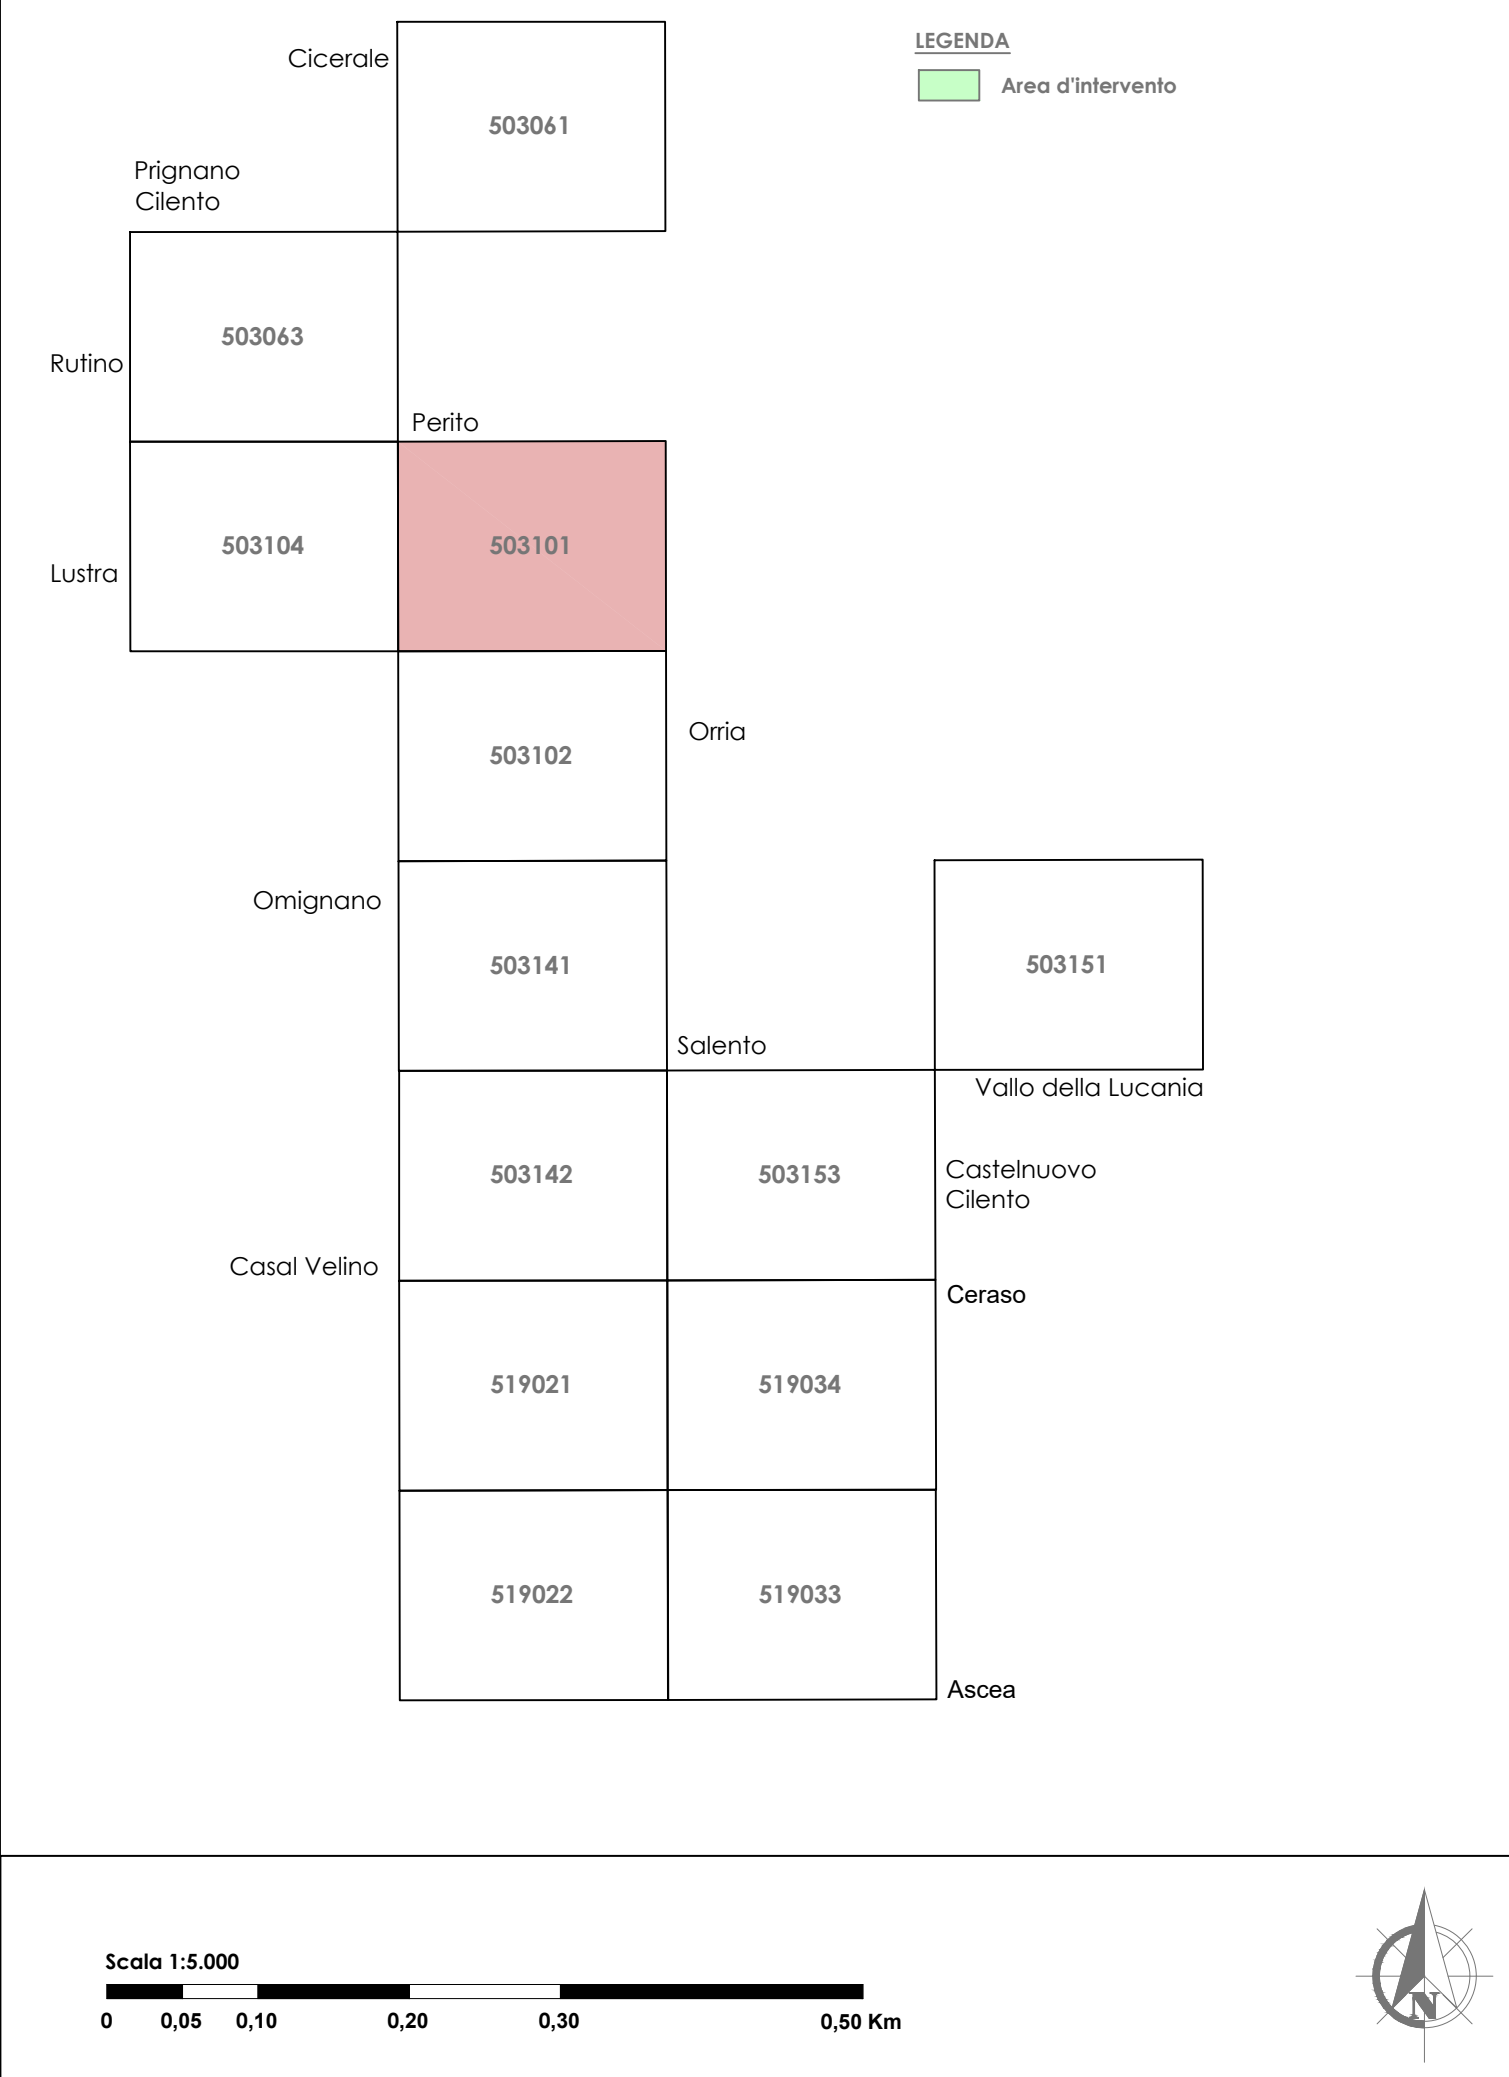 Cicerale
LEGENDA
Area d'intervento
503061
Prignano
Cilento
503063
Rutino
Perito
503104
503101
Lustra
Orria
503102
Omignano
503141
503151
Salento
Vallo della Lucania
503142
503153
Castelnuovo
Cilento
Casal Velino
Ceraso
519021
519034
519022
519033
Ascea
Scala 1:5.000
0 0,05 0,10 0,20 0,30 0,50 Km
N